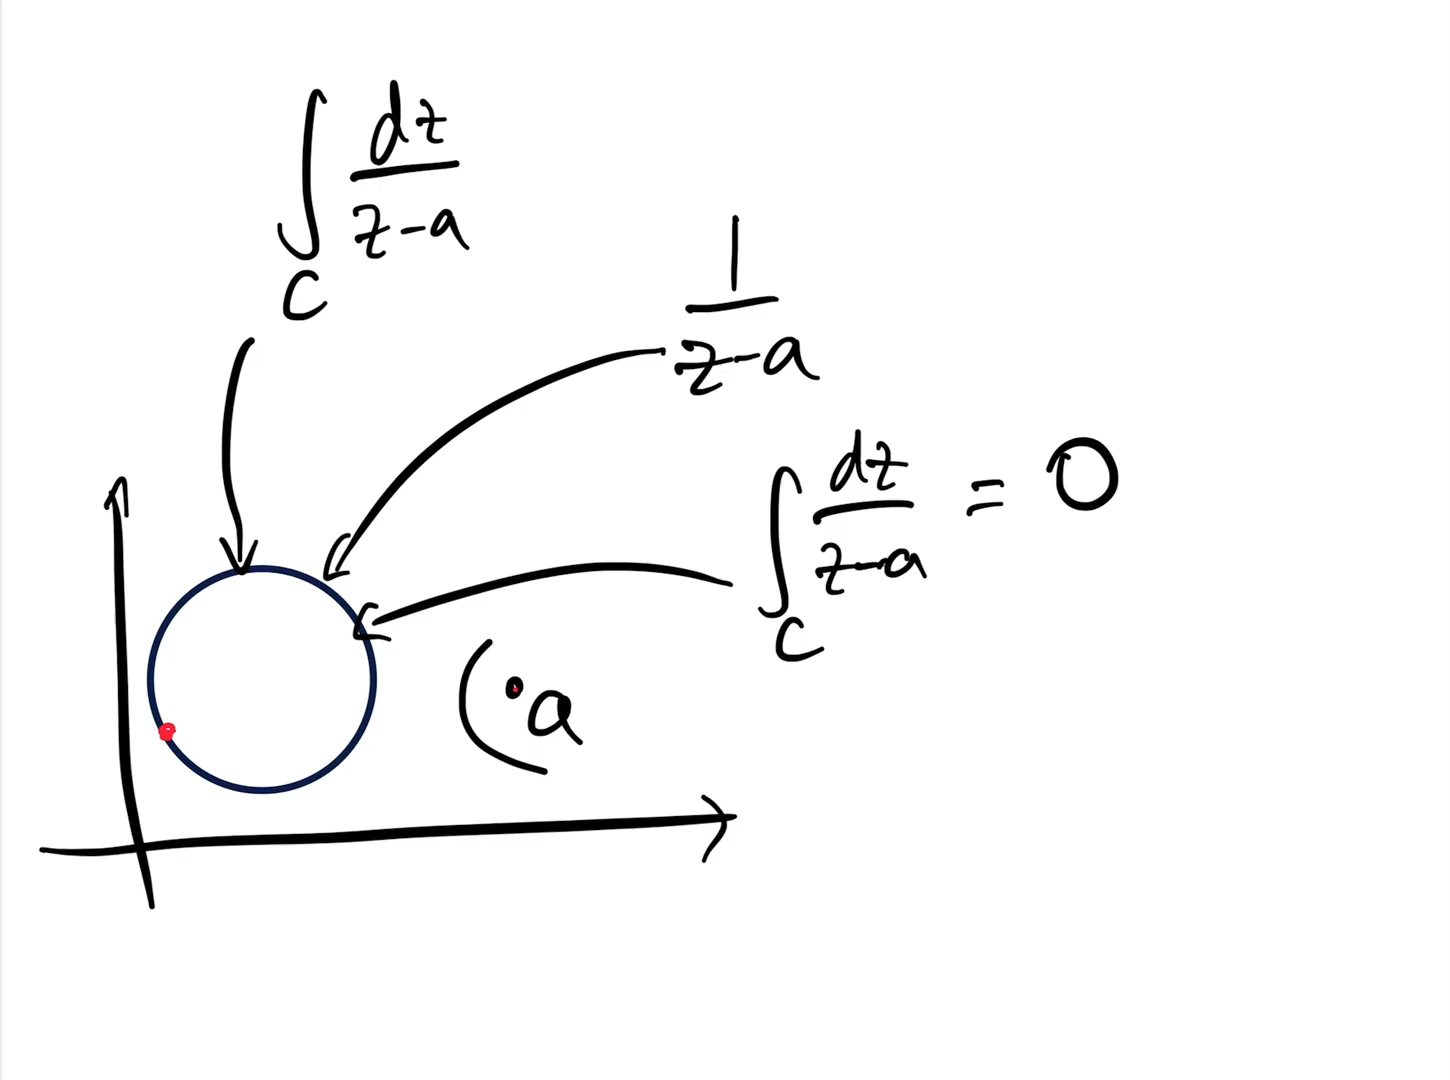 ∫_C dz/(z-a)
1/(z-a)
∫_C dz/(z-a) = 0
a